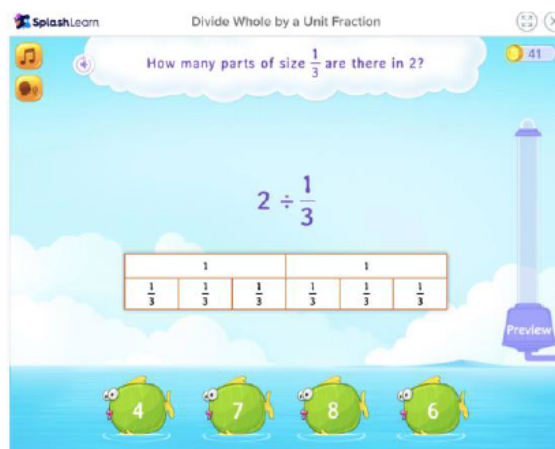 SplashLearn
Divide Whole by a Unit Fraction
How many parts of size 1/3 are there in 2?
41
2 ÷ 1/3
1 1
1/3 1/3 1/3 1/3 1/3 1/3
Preview
4 7 8 6